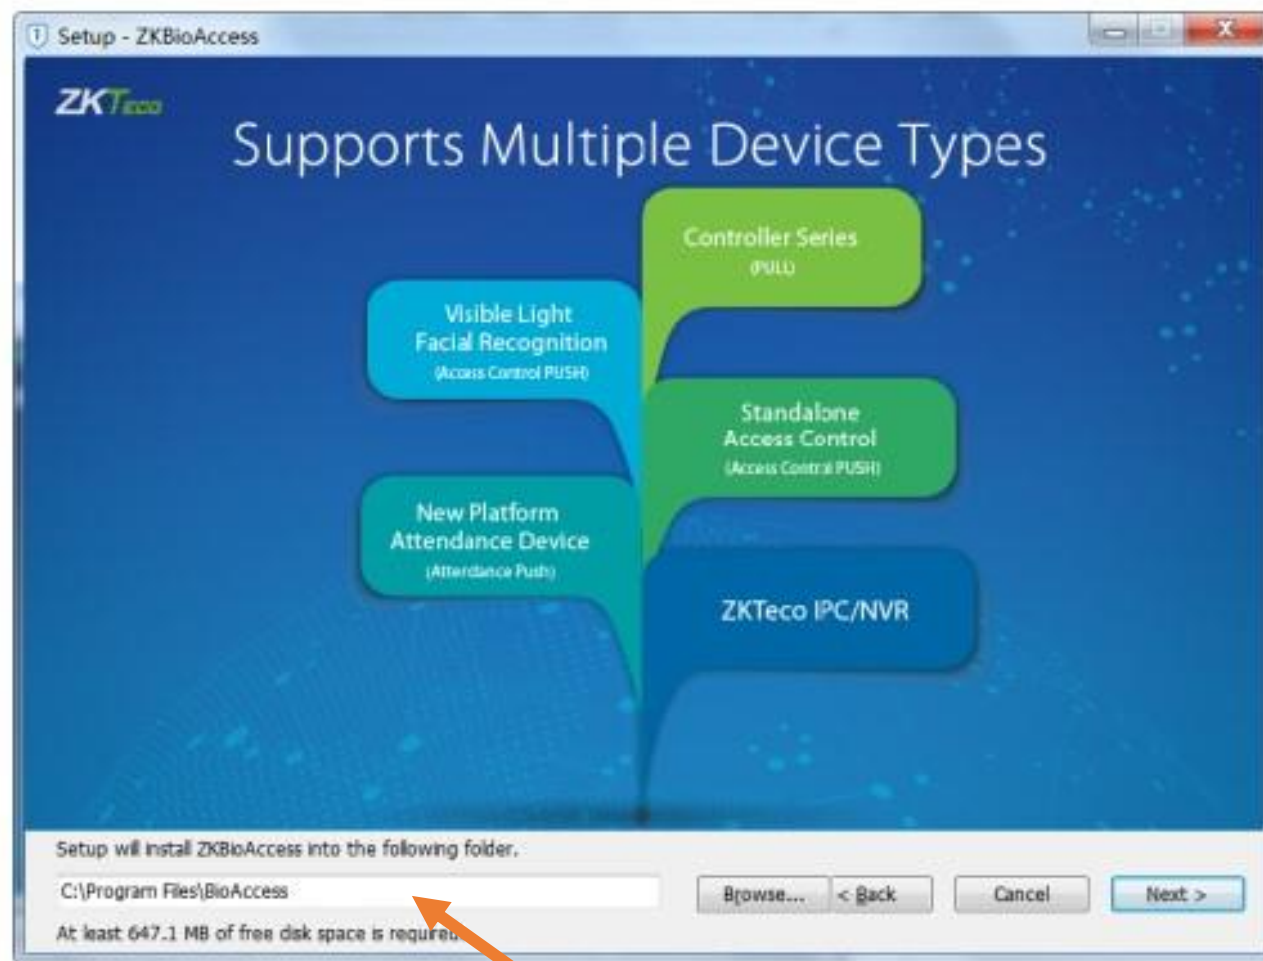 Setup - ZKBioAccess
ZKTeco
Supports Multiple Device Types
Controller Series
(PULL)
Visible Light
Facial Recognition
(Access Control PUSH)
Standalone
Access Control
(Access Control PUSH)
New Platform
Attendance Device
(Attendance Push)
ZKTeco IPC/NVR
Setup will install ZKBioAccess into the following folder.
C:\Program Files\BioAccess
Browse... < Back Cancel Next >
At least 647.1 MB of free disk space is required